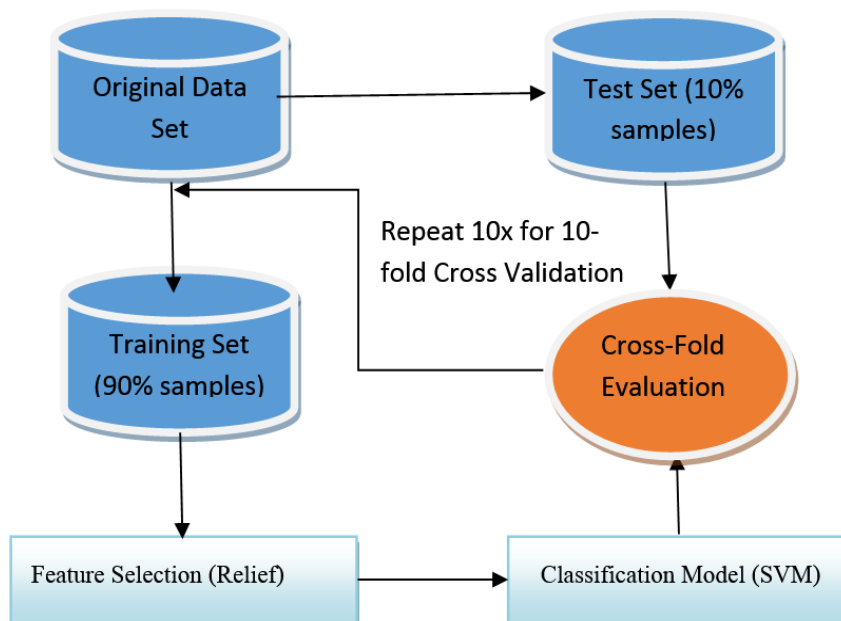 Original Data
Set
Test Set (10%
samples)
Repeat 10x for 10-
fold Cross Validation
Training Set
(90% samples)
Cross-Fold
Evaluation
Feature Selection (Relief)
Classification Model (SVM)